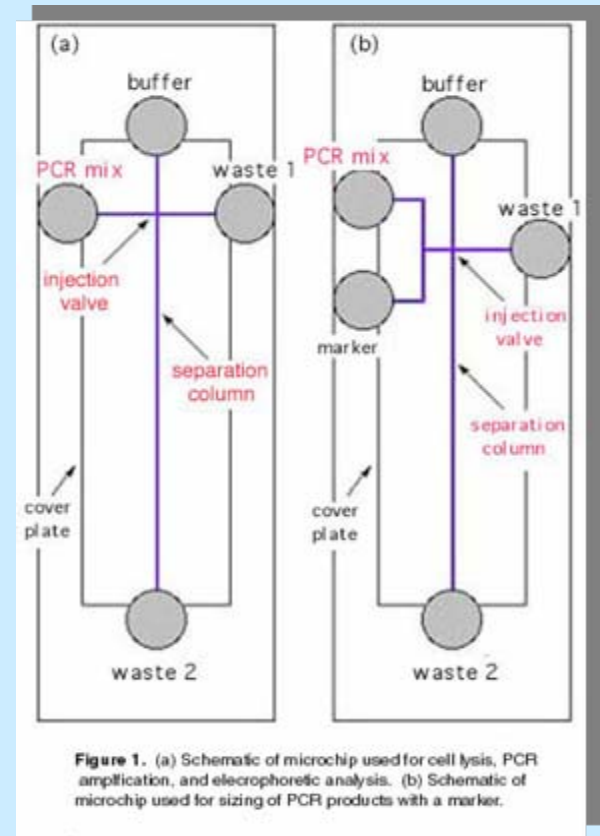 (a)
buffer
PCR mix
waste 1
injection
valve
separation
column
cover
plate
waste 2
(b)
buffer
PCR mix
waste 1
injection
valve
marker
separation
column
cover
plate
waste 2
Figure 1. (a) Schematic of microchip used for cell lysis, PCR
amplfication, and elecrophoretic analysis. (b) Schematic of
microchip used for sizing of PCR products with a marker.